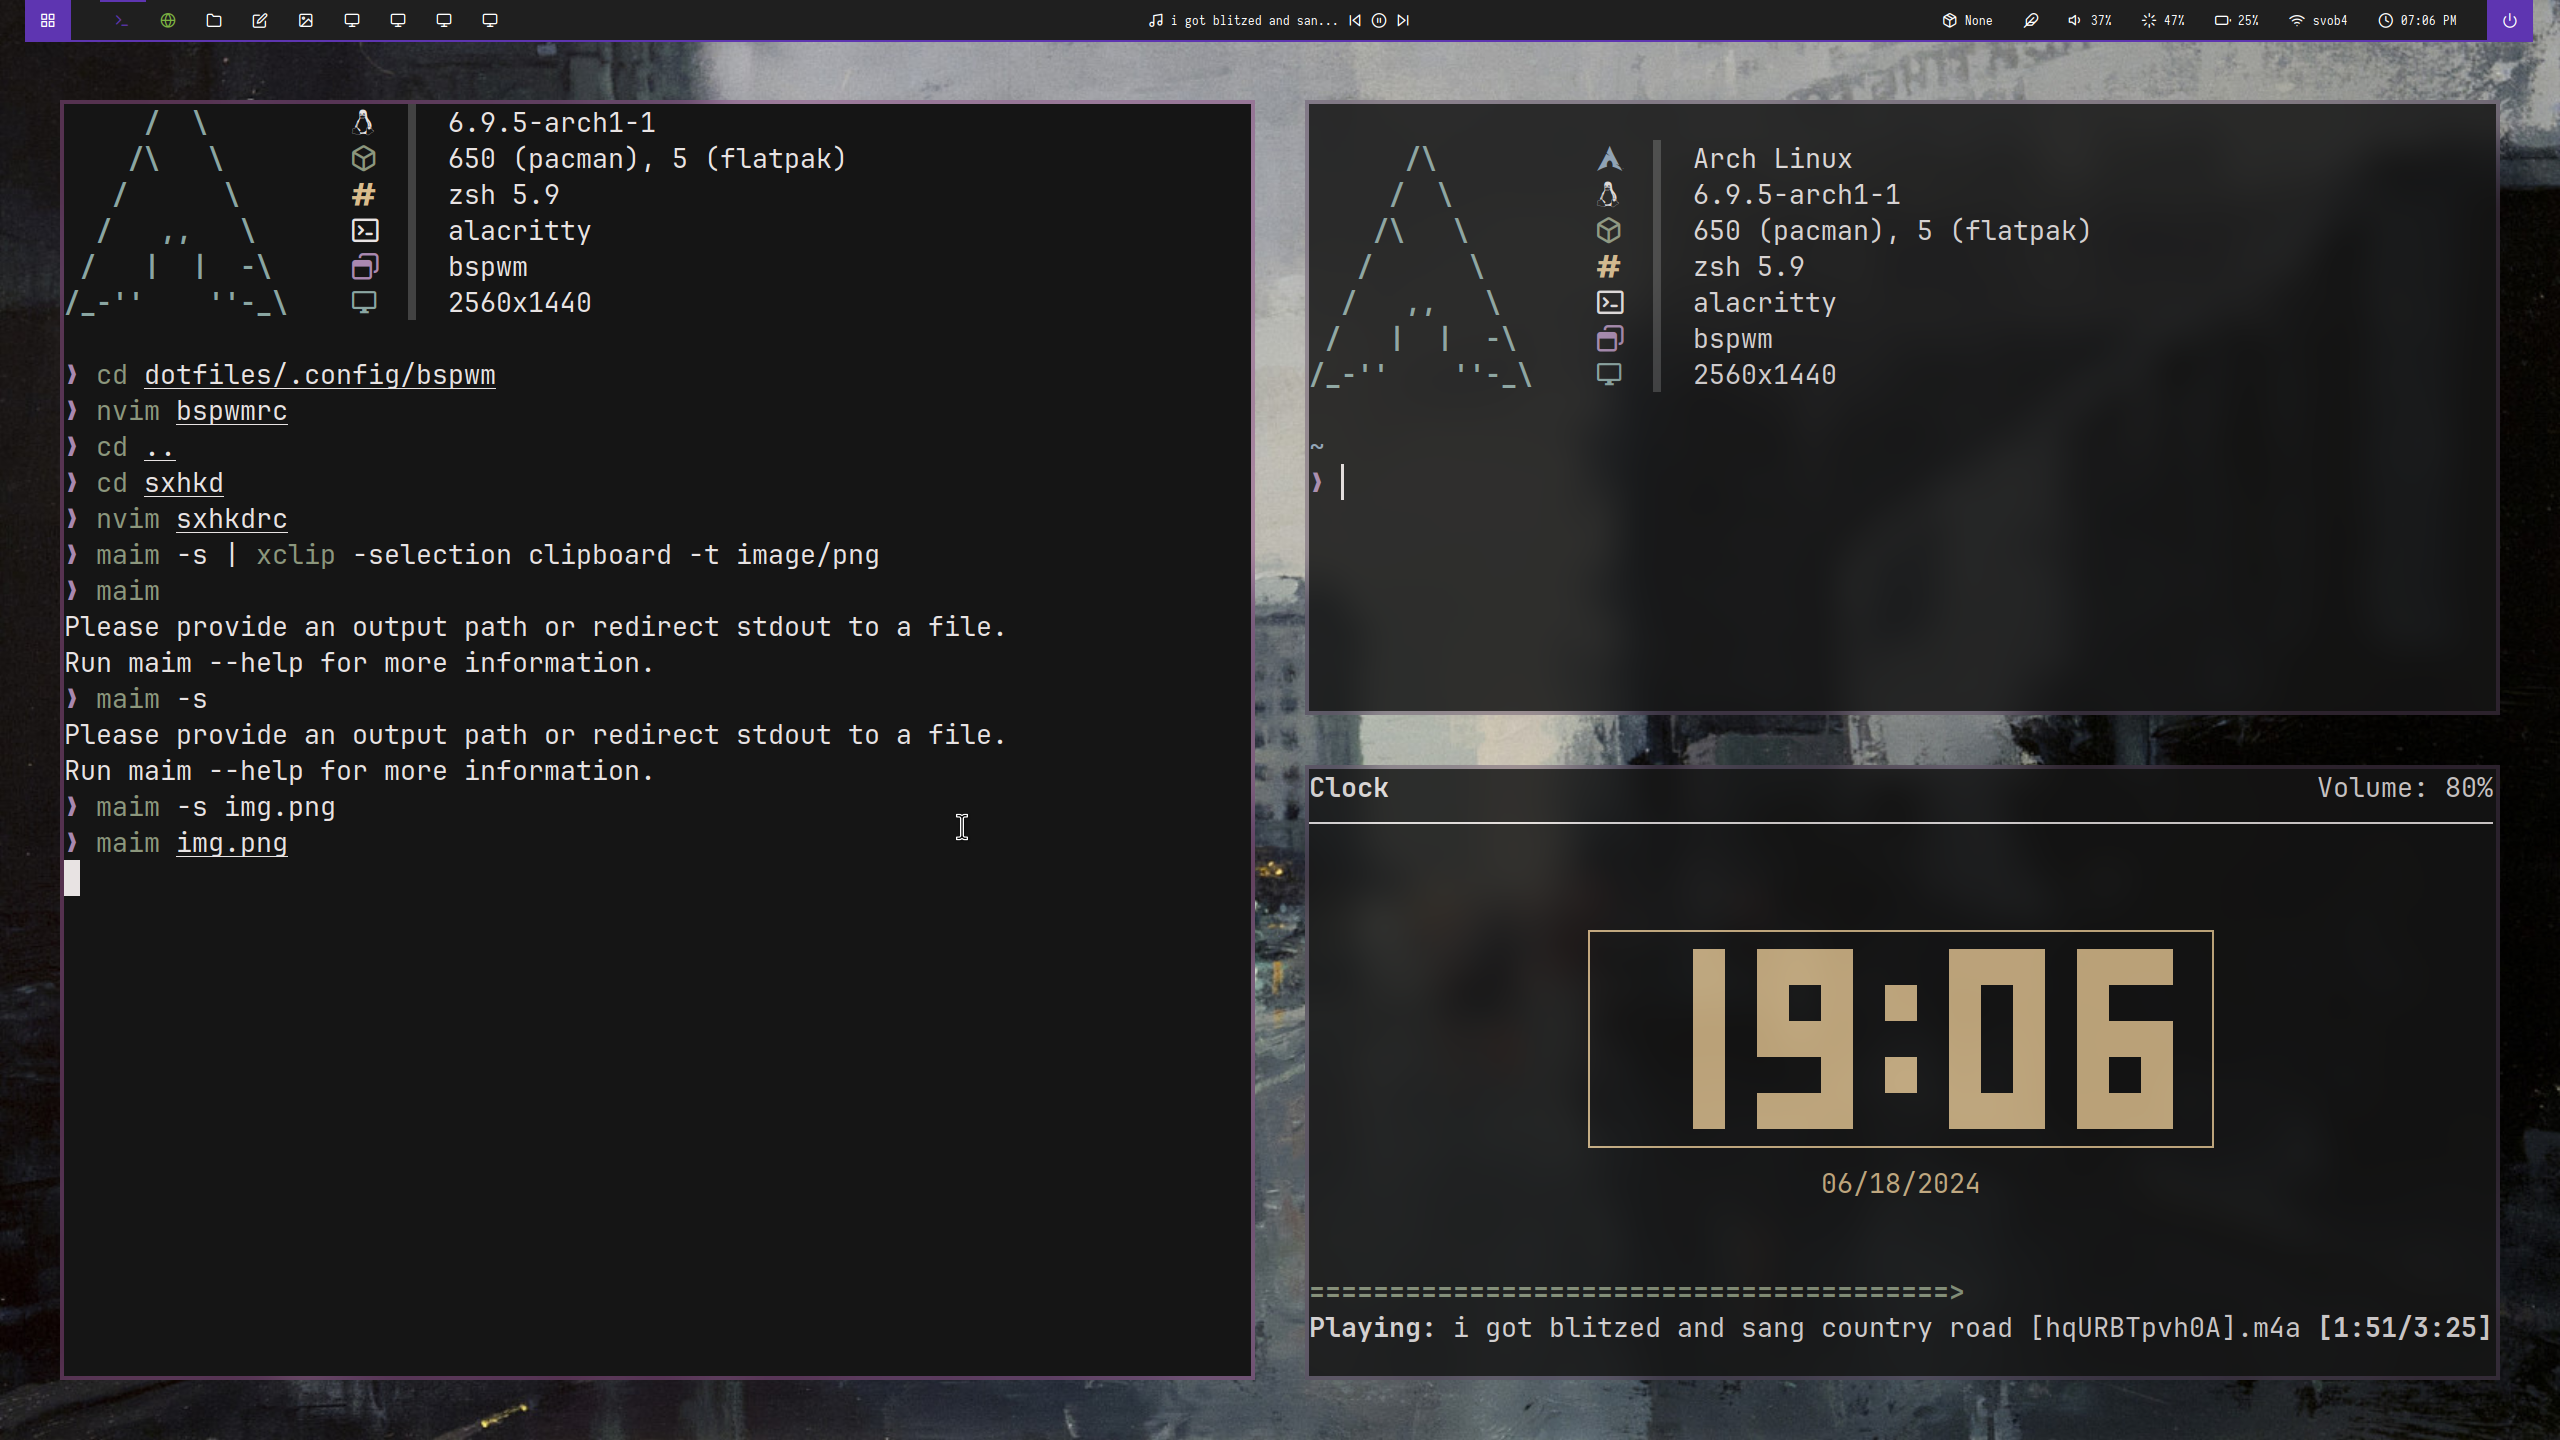 i got blitzed and san...
None
37%
47%
25%
svob4
07:06 PM
6.9.5-arch1-1
650 (pacman), 5 (flatpak)
zsh 5.9
alacritty
bspwm
2560x1440
❱ cd dotfiles/.config/bspwm
❱ nvim bspwmrc
❱ cd ..
❱ cd sxhkd
❱ nvim sxhkdrc
❱ maim -s | xclip -selection clipboard -t image/png
❱ maim
Please provide an output path or redirect stdout to a file.
Run maim --help for more information.
❱ maim -s
Please provide an output path or redirect stdout to a file.
Run maim --help for more information.
❱ maim -s img.png
❱ maim img.png
Arch Linux
6.9.5-arch1-1
650 (pacman), 5 (flatpak)
zsh 5.9
alacritty
bspwm
2560x1440
~
❱
Clock Volume: 80%
19:06
06/18/2024
========================================>
Playing: i got blitzed and sang country road [hqURBTpvh0A].m4a [1:51/3:25]